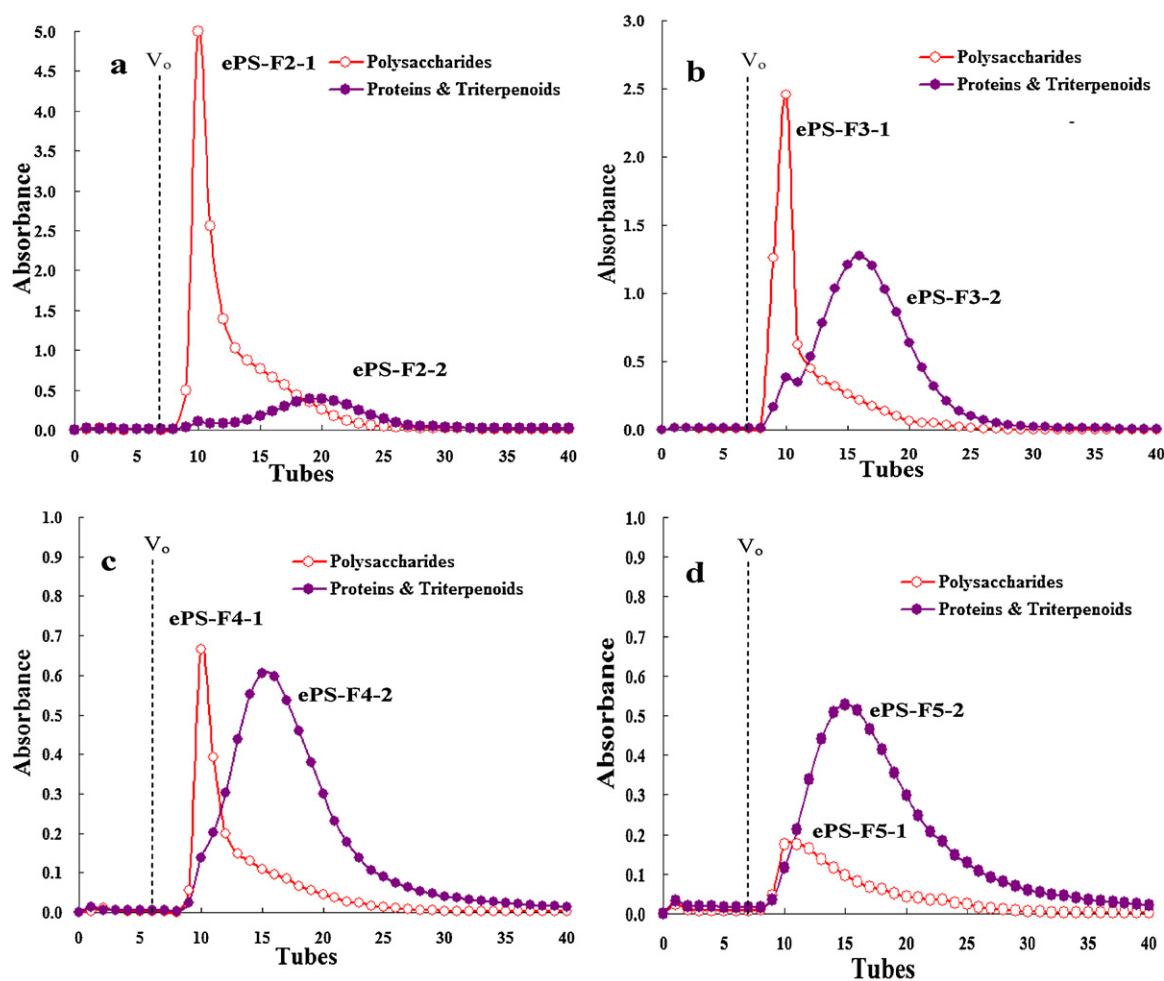 a
V₀
ePS-F2-1
Polysaccharides
Proteins & Triterpenoids
ePS-F2-2
Absorbance
5.0
4.5
4.0
3.5
3.0
2.5
2.0
1.5
1.0
0.5
0.0
0 5 10 15 20 25 30 35 40
Tubes
b
V₀
Polysaccharides
Proteins & Triterpenoids
ePS-F3-1
ePS-F3-2
Absorbance
3.0
2.5
2.0
1.5
1.0
0.5
0.0
0 5 10 15 20 25 30 35 40
Tubes
c
V₀
Polysaccharides
Proteins & Triterpenoids
ePS-F4-1
ePS-F4-2
Absorbance
1.0
0.9
0.8
0.7
0.6
0.5
0.4
0.3
0.2
0.1
0.0
0 5 10 15 20 25 30 35 40
Tubes
d
V₀
Polysaccharides
Proteins & Triterpenoids
ePS-F5-2
ePS-F5-1
Absorbance
1.0
0.9
0.8
0.7
0.6
0.5
0.4
0.3
0.2
0.1
0.0
0 5 10 15 20 25 30 35 40
Tubes